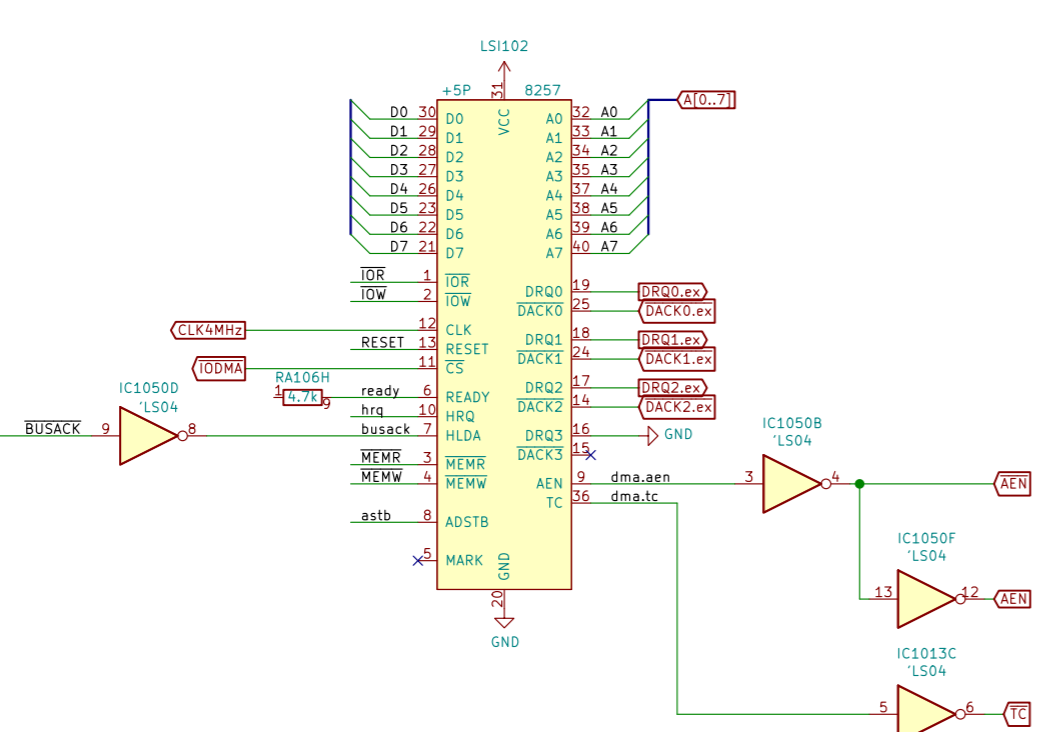 LSI102
+5P 8257
31
VCC
A[0..7]
D0 30 D0 A0 32 A0
D1 29 D1 A1 33 A1
D2 28 D2 A2 34 A2
D3 27 D3 A3 35 A3
D4 26 D4 A4 37 A4
D5 23 D5 A5 38 A5
D6 22 D6 A6 39 A6
D7 21 D7 A7 40 A7
IOR 1 IOR
IOW 2 IOW
DRQ0 19 DRQ0.ex
DACK0 25 DACK0.ex
CLK4MHz 12 CLK
RESET 13 RESET
DRQ1 18 DRQ1.ex
DACK1 24 DACK1.ex
IODMA 11 CS
RA106H
1 4.7k 9
ready 6 READY
DRQ2 17 DRQ2.ex
DACK2 14 DACK2.ex
hrq 10 HRQ
IC1050D
'LS04
BUSACK 9 8 busack 7 HLDA
DRQ3 16 GND
DACK3 15
MEMR 3 MEMR
MEMW 4 MEMW
AEN 9 dma.aen
TC 36 dma.tc
IC1050B
'LS04
3 4 AEN
astb 8 ADSTB
5 MARK
GND
20
GND
IC1050F
'LS04
13 12 AEN
IC1013C
'LS04
5 6 TC